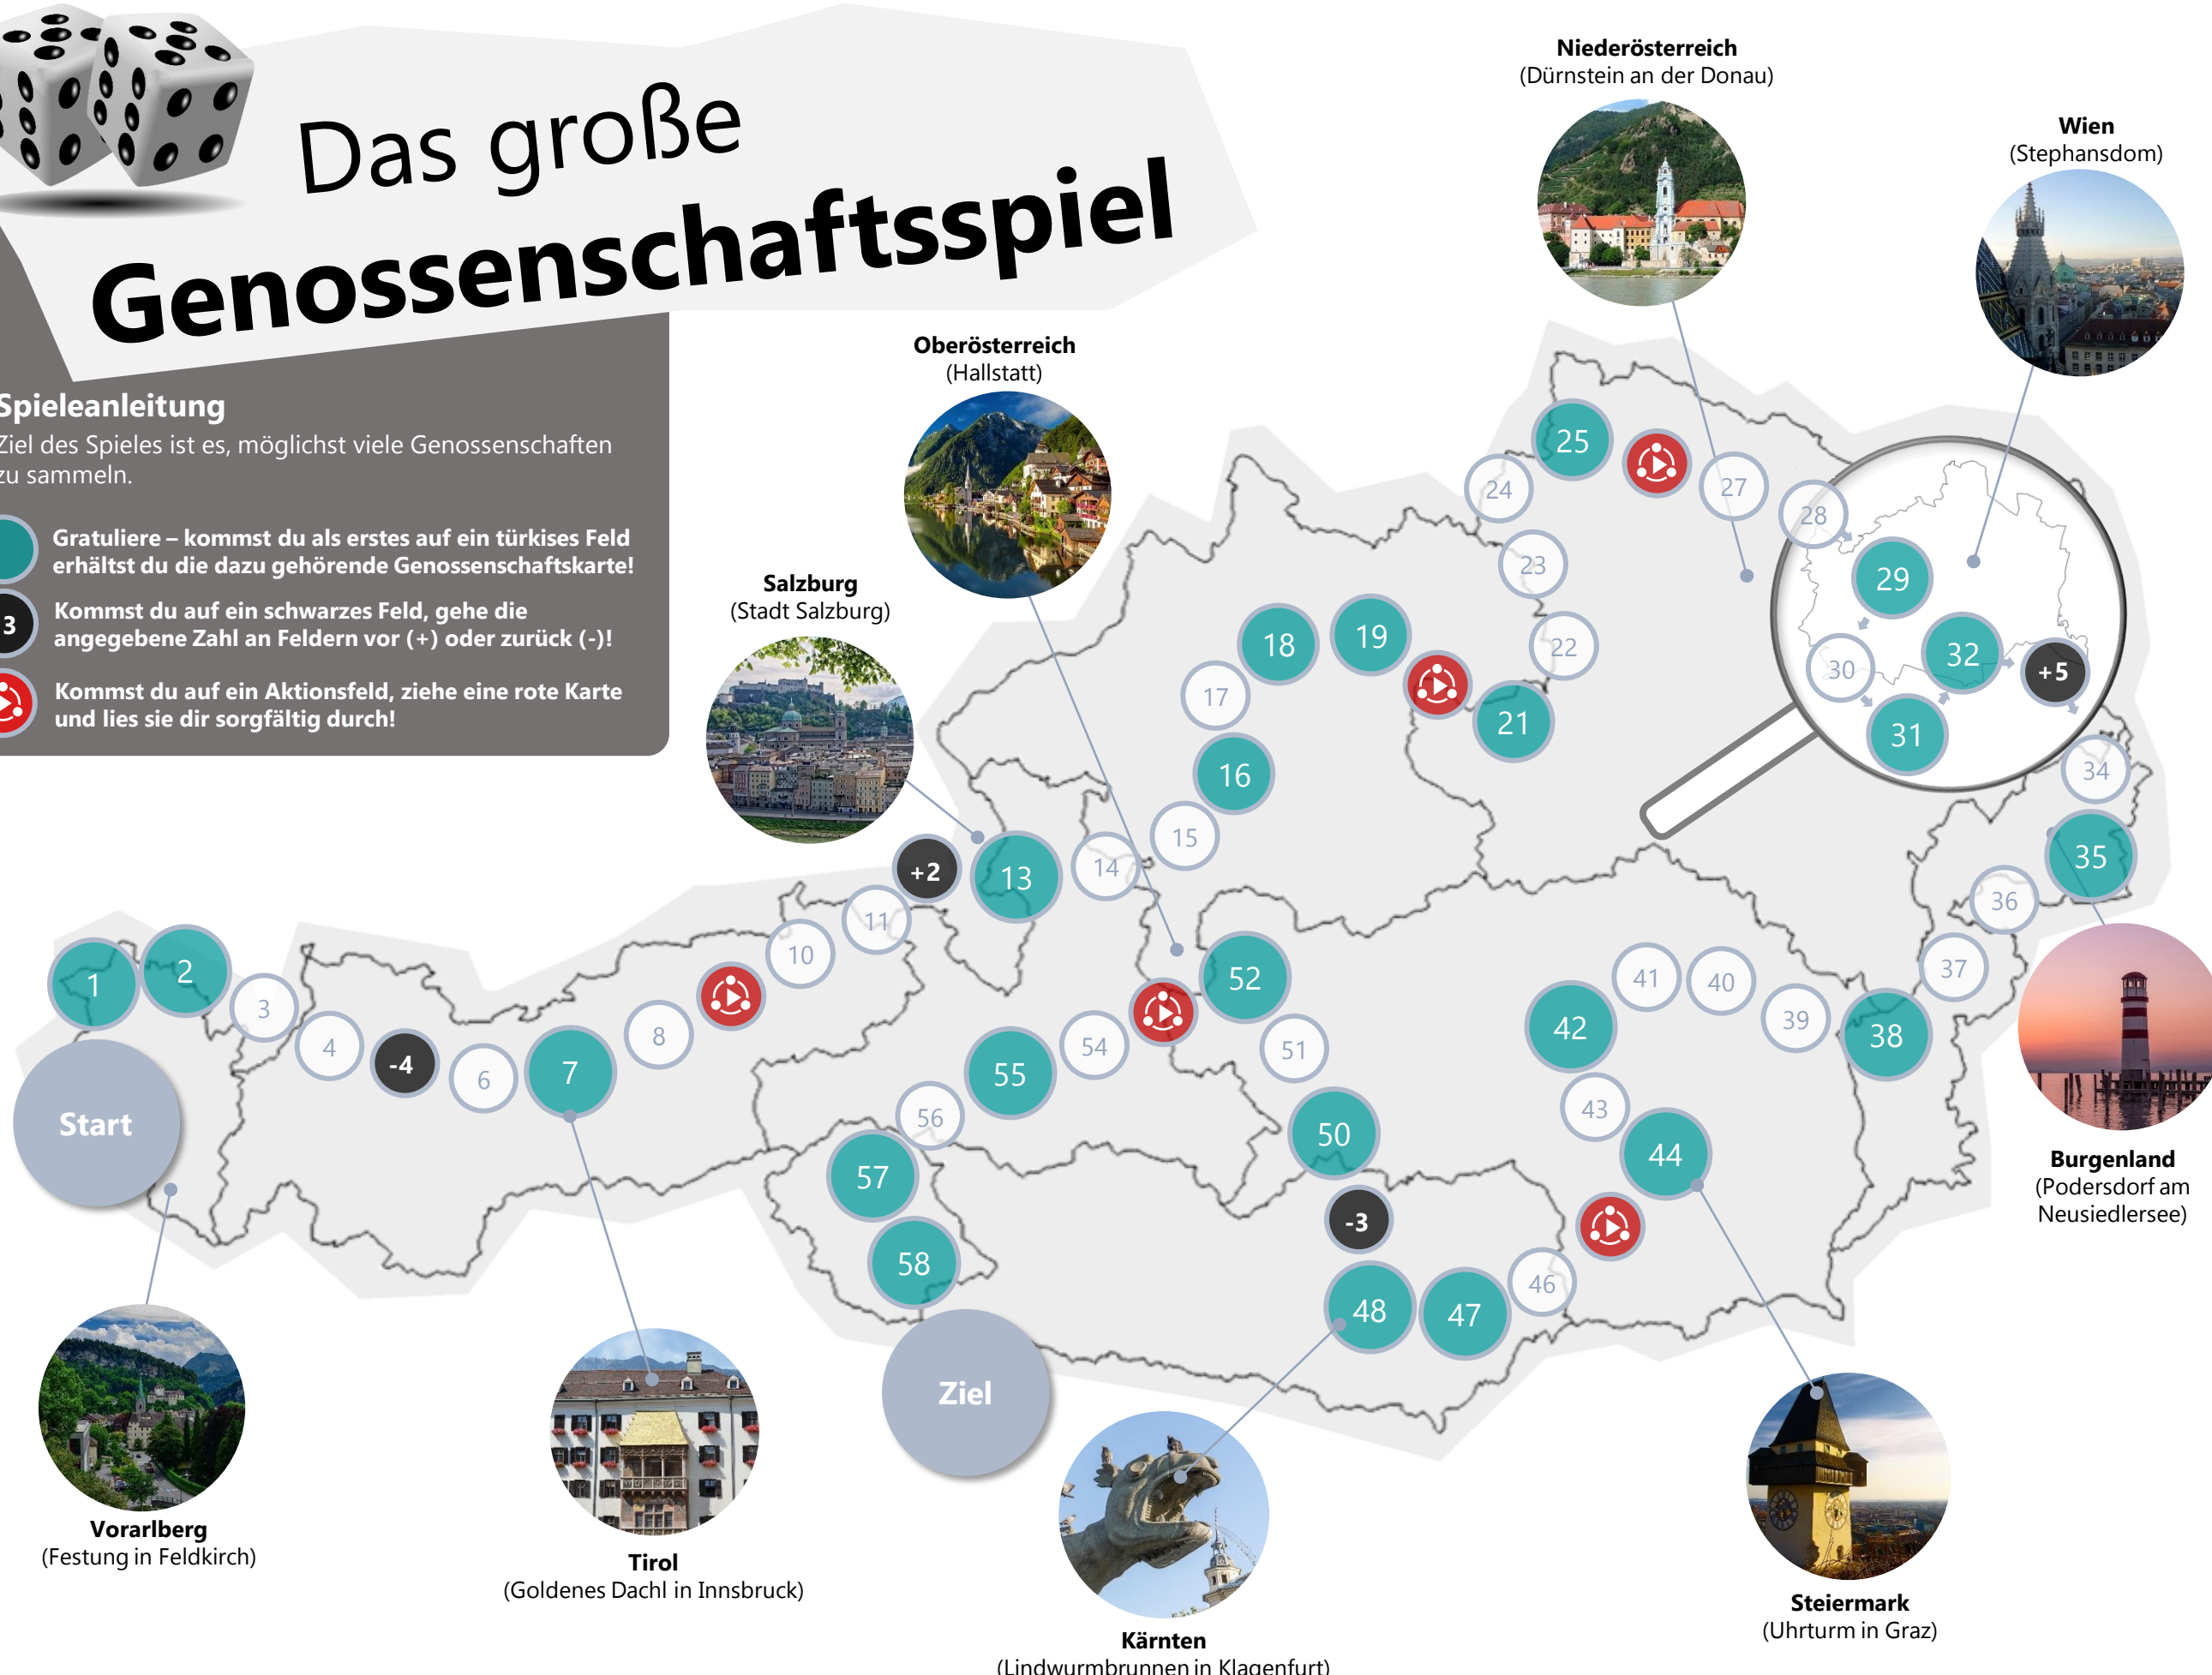 Das große
Genossenschaftsspiel
Spieleanleitung
Ziel des Spieles ist es, möglichst viele Genossenschaften
zu sammeln.
Gratuliere – kommst du als erstes auf ein türkises Feld
erhältst du die dazu gehörende Genossenschaftskarte!
3
Kommst du auf ein schwarzes Feld, gehe die
angegebene Zahl an Feldern vor (+) oder zurück (-)!
Kommst du auf ein Aktionsfeld, ziehe eine rote Karte
und lies sie dir sorgfältig durch!
Niederösterreich
(Dürnstein an der Donau)
Wien
(Stephansdom)
Oberösterreich
(Hallstatt)
Salzburg
(Stadt Salzburg)
Start
1
2
3
4
-4
6
7
8
10
11
+2
13
14
15
16
17
18
19
21
22
23
24
25
27
28
29
30
31
32
+5
34
35
36
37
38
39
40
41
42
43
44
46
47
48
-3
50
51
52
54
55
56
57
58
Ziel
Burgenland
(Podersdorf am
Neusiedlersee)
Vorarlberg
(Festung in Feldkirch)
Tirol
(Goldenes Dachl in Innsbruck)
Kärnten
(Lindwurmbrunnen in Klagenfurt)
Steiermark
(Uhrturm in Graz)